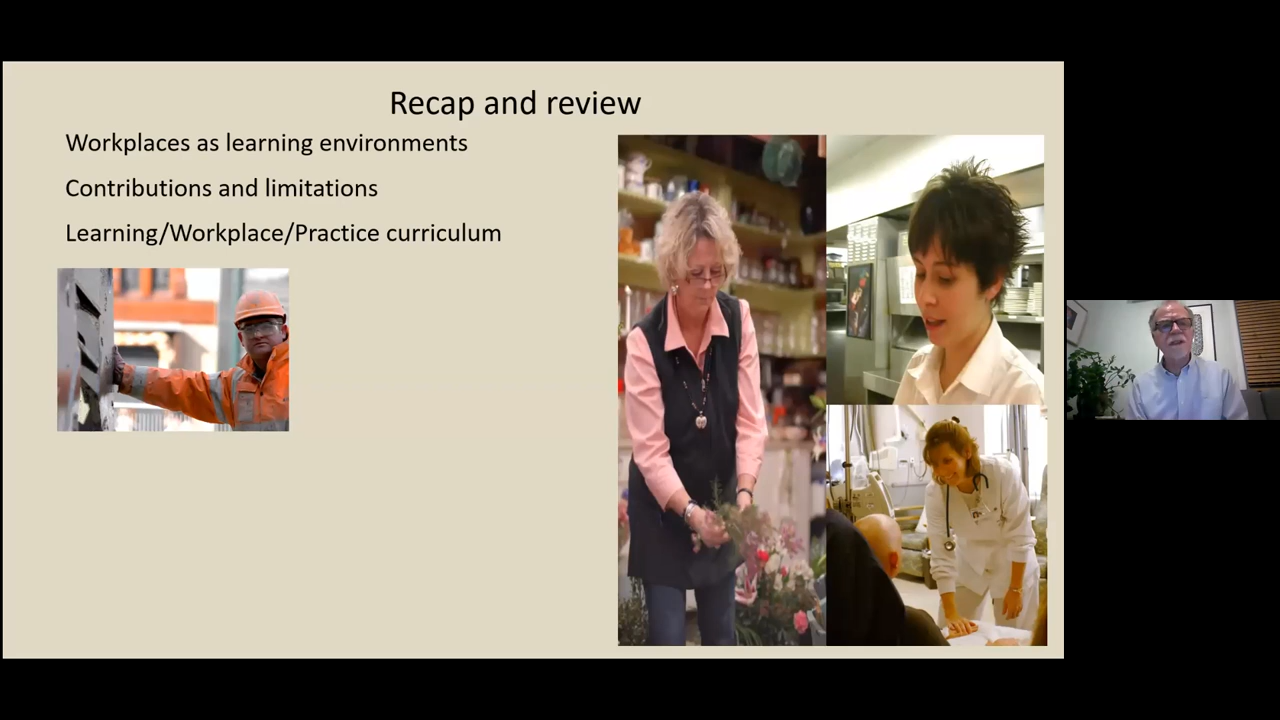 Recap and review
Workplaces as learning environments
Contributions and limitations
Learning/Workplace/Practice curriculum